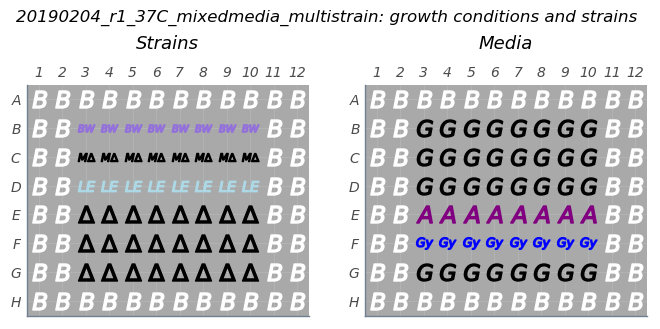 20190204_r1_37C_mixedmedia_multistrain: growth conditions and strains
Strains Media
1 2 3 4 5 6 7 8 9 10 11 12 1 2 3 4 5 6 7 8 9 10 11 12
A B B B B B B B B B B B B A B B B B B B B B B B B B
B B B BW BW BW BW BW BW BW BW B B B B B G G G G G G G G B B
C B B MΔ MΔ MΔ MΔ MΔ MΔ MΔ MΔ B B C B B G G G G G G G G B B
D B B LE LE LE LE LE LE LE LE B B D B B G G G G G G G G B B
E B B Δ Δ Δ Δ Δ Δ Δ Δ B B E B B A A A A A A A A B B
F B B Δ Δ Δ Δ Δ Δ Δ Δ B B F B B Gy Gy Gy Gy Gy Gy Gy Gy B B
G B B Δ Δ Δ Δ Δ Δ Δ Δ B B G B B G G G G G G G G B B
H B B B B B B B B B B B B H B B B B B B B B B B B B